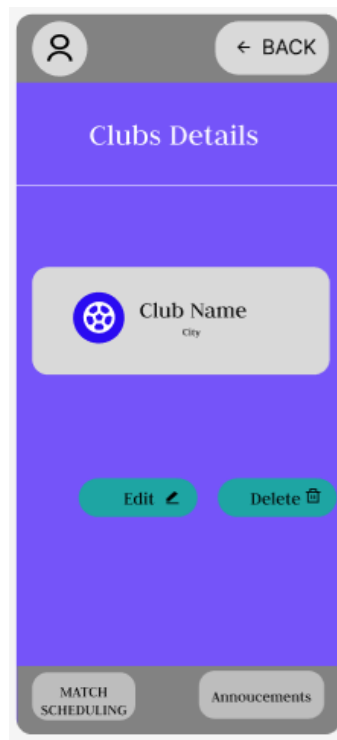 ← BACK
Clubs Details
Club Name
City
Edit
Delete
MATCH
SCHEDULING
Annoucements